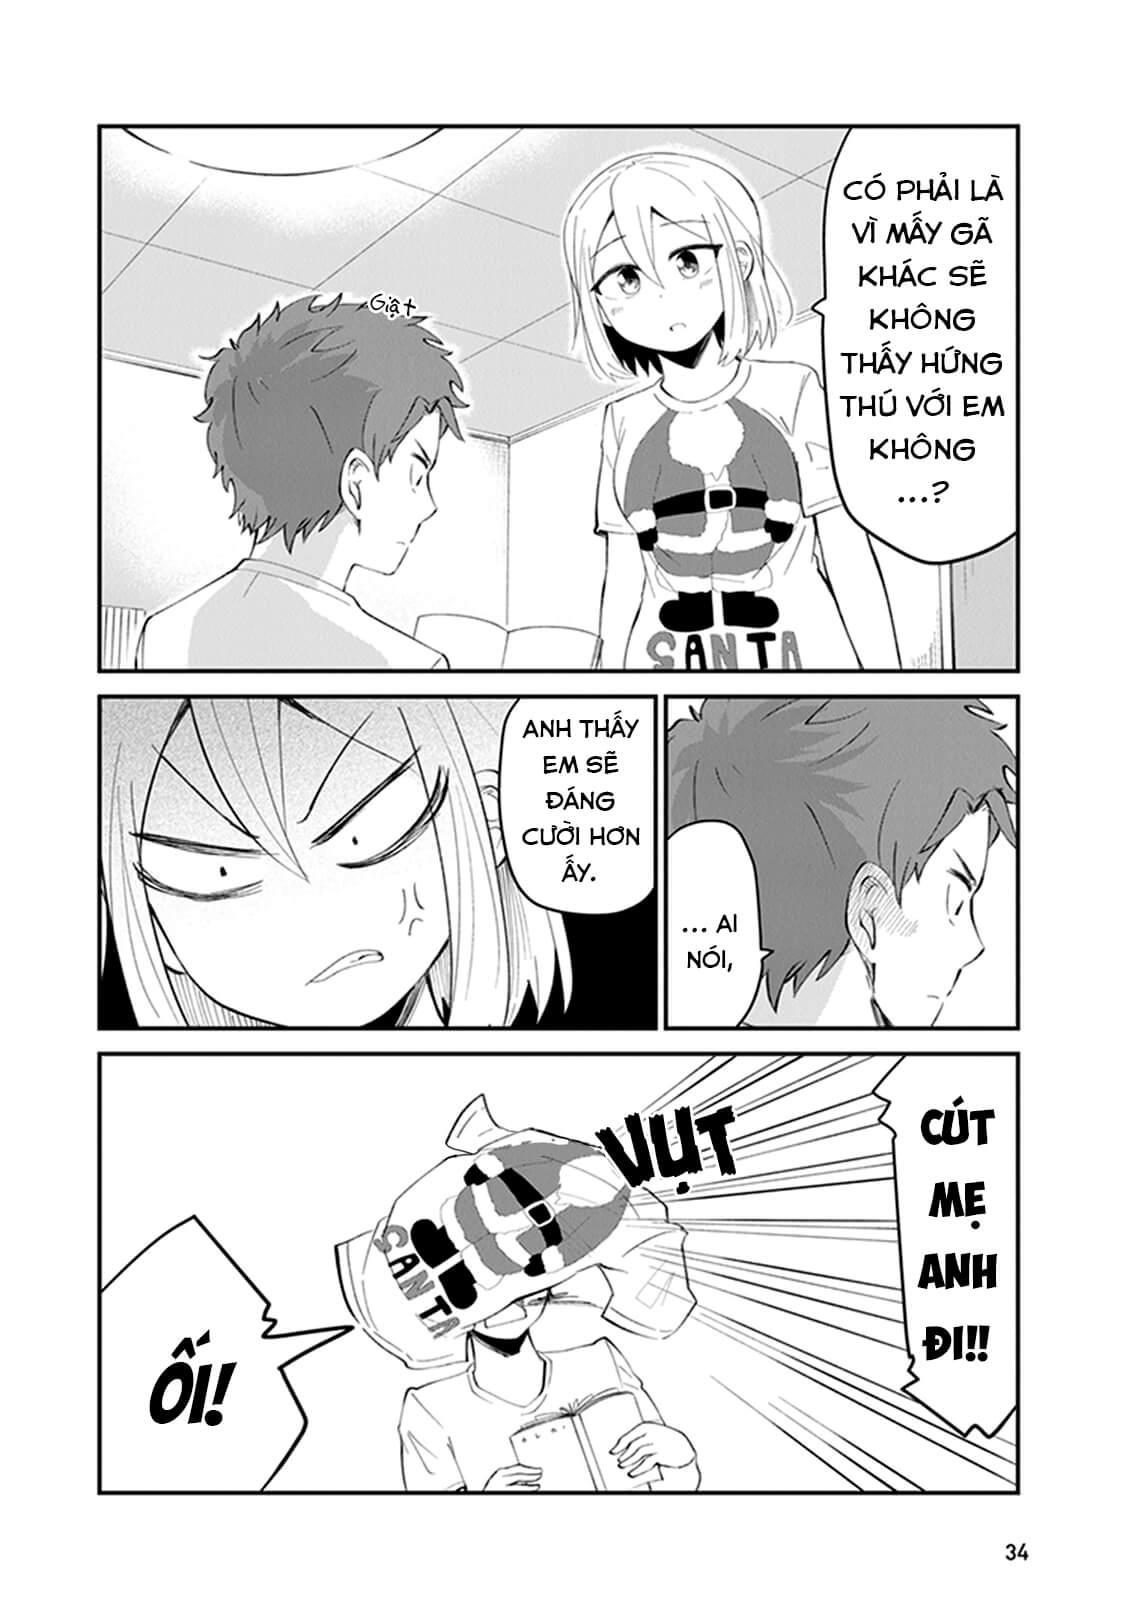 CÓ PHẢI LÀ
VÌ MẤY GÃ
KHÁC SẼ
KHÔNG
THẤY HỨNG
THÚ VỚI EM
KHÔNG
...?
Giật
SANTA
... AI
NÓI,
ANH THẤY
EM SẼ
ĐÁNG
CƯỜI HƠN
ẤY.
CÚT
MẸ
ANH
ĐI!!
VỤT
SANTA
ỐI!
34